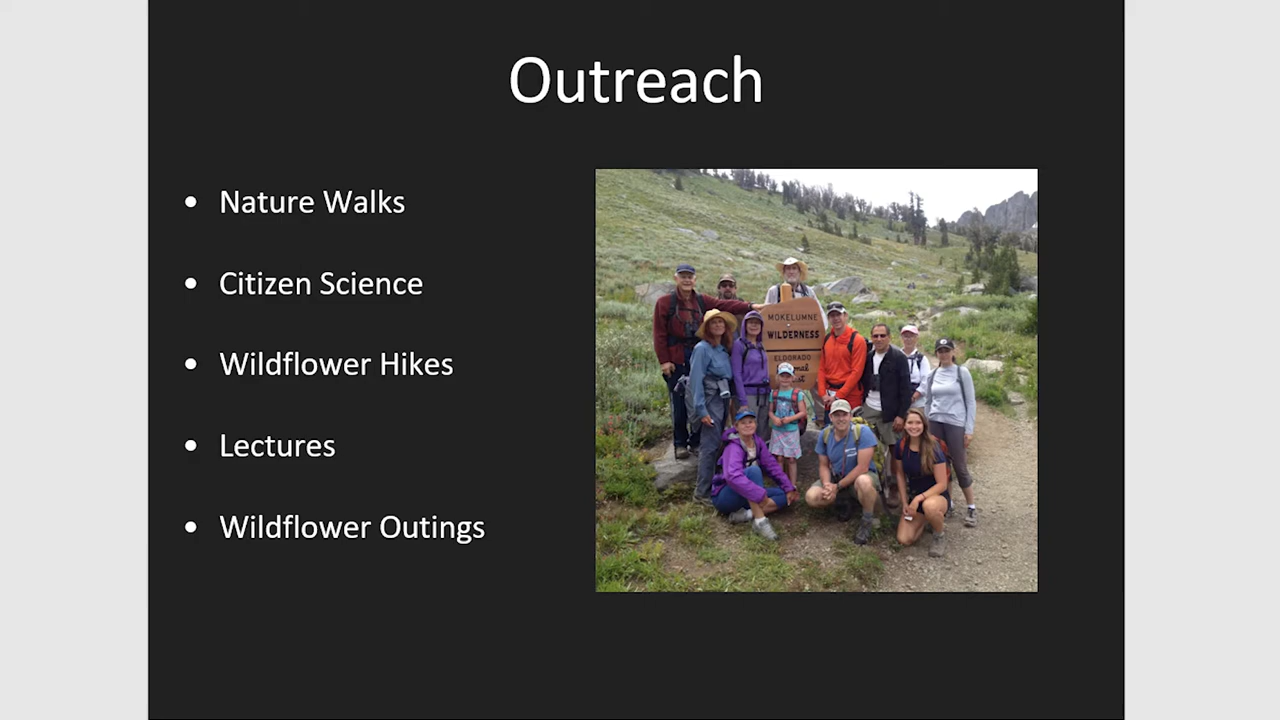 Outreach
• Nature Walks
• Citizen Science
• Wildflower Hikes
• Lectures
• Wildflower Outings
MOKELUMNE
WILDERNESS
ELDORADO